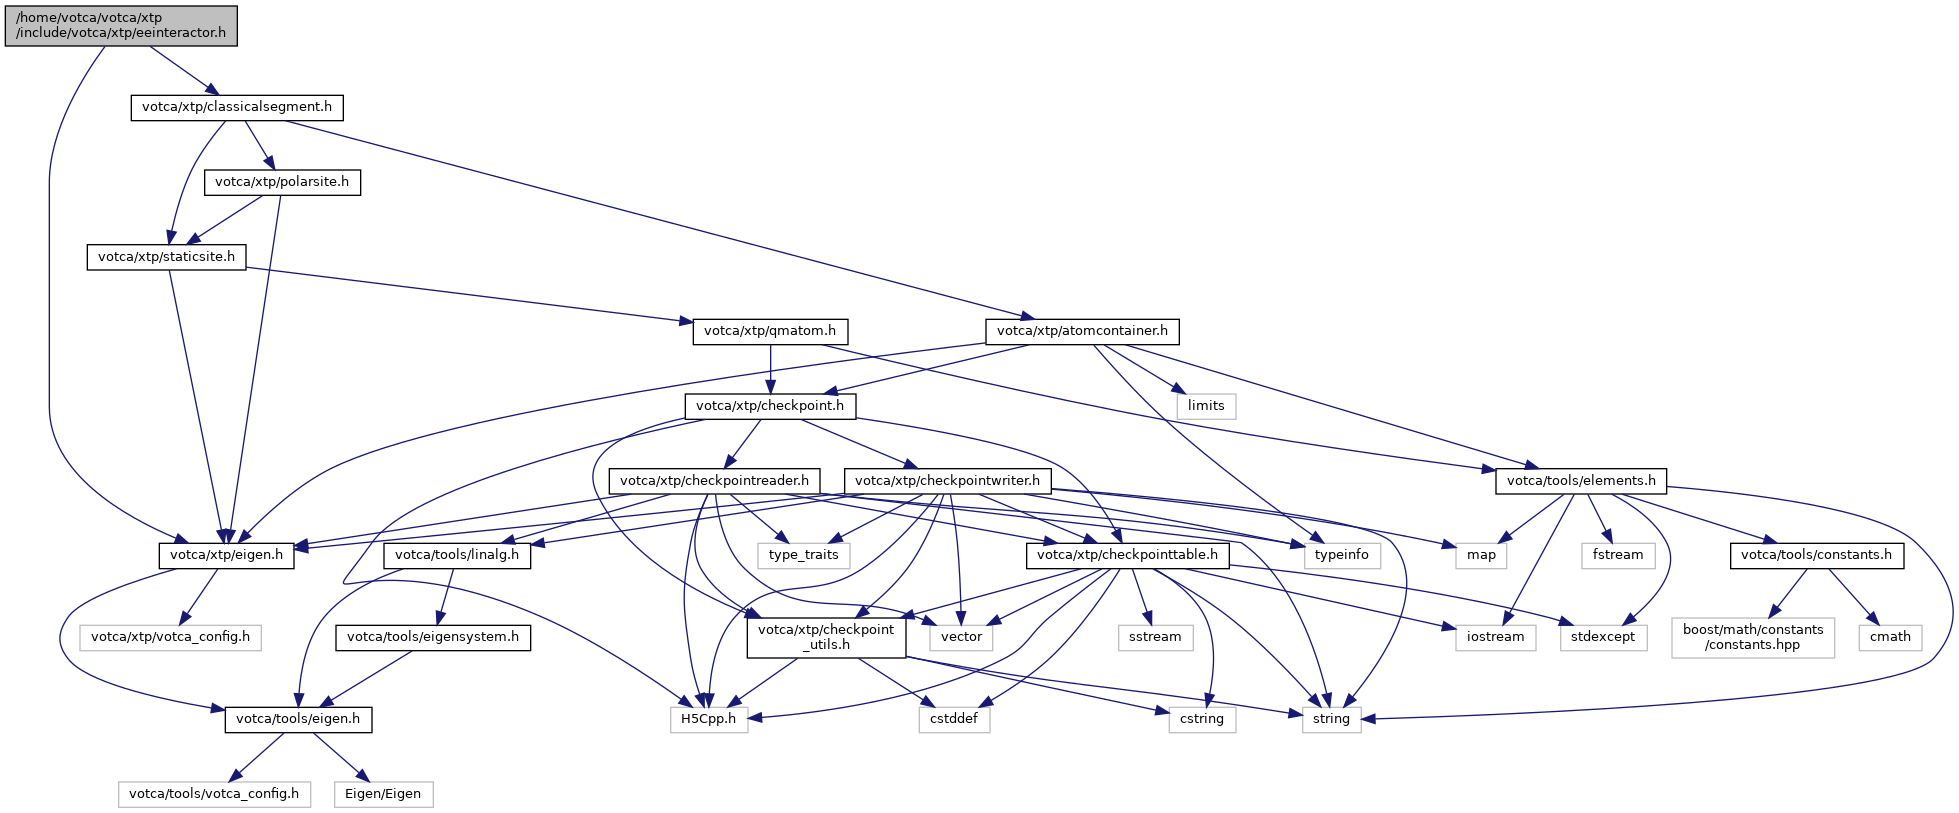 /home/votca/votca/xtp
/include/votca/xtp/eeinteractor.h
votca/xtp/classicalsegment.h
votca/xtp/polarsite.h
votca/xtp/staticsite.h
votca/xtp/qmatom.h
votca/xtp/atomcontainer.h
votca/xtp/checkpoint.h
limits
votca/xtp/checkpointreader.h
votca/xtp/checkpointwriter.h
votca/tools/elements.h
votca/xtp/eigen.h
votca/tools/linalg.h
type_traits
votca/xtp/checkpointtable.h
typeinfo
map
fstream
votca/tools/constants.h
votca/xtp/votca_config.h
votca/tools/eigensystem.h
votca/xtp/checkpoint
_utils.h
vector
sstream
iostream
stdexcept
boost/math/constants
/constants.hpp
cmath
votca/tools/eigen.h
H5Cpp.h
cstddef
cstring
string
votca/tools/votca_config.h
Eigen/Eigen